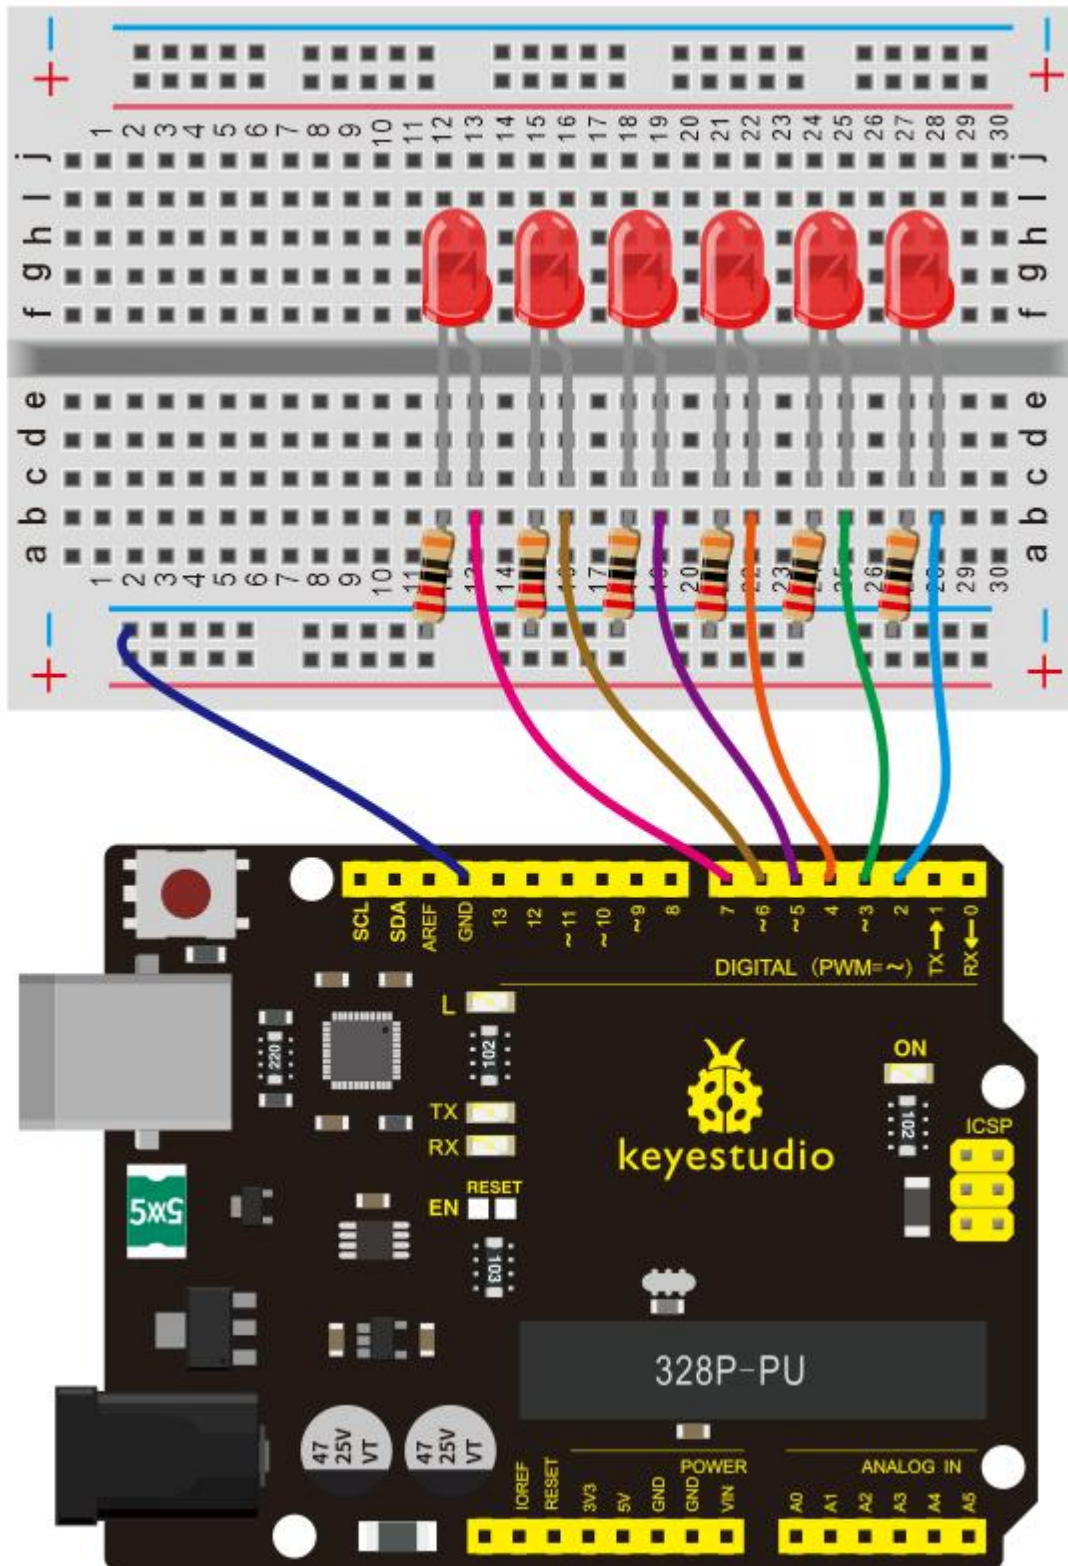 − −
+ +
1 2 3 4 5 6 7 8 9 10 11 12 13 14 15 16 17 18 19 20 21 22 23 24 25 26 27 28 29 30
j j
l l
h h
g g
f f
e e
d d
c c
b b
a a
1 2 3 4 5 6 7 8 9 10 11 13 14 17 20 22 26 29 30
− −
+ +
SCL SDA AREF GND 13 12 ~11 ~10 ~9 8 7 ~6 ~5 4 ~3 2 TX→1 RX←0
DIGITAL (PWM=~)
L
220
102
ON
TX
RX
102
ICSP
keyestudio
RESET
EN
103
328P-PU
47 25V VT
47 25V VT
POWER
ANALOG IN
IOREF RESET 3V3 5V GND GND VIN A0 A1 A2 A3 A4 A5